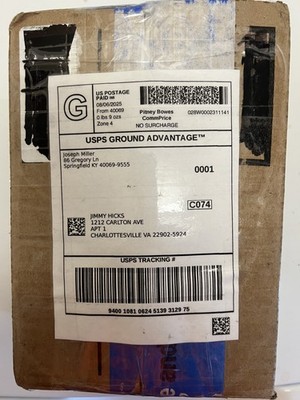 G
US POSTAGE
PAID
08/06/2025
From 40069
0 lbs 9 ozs
Zone 4
Pitney Bowes
CommPrice
NO SURCHARGE
028W0002311141
USPS GROUND ADVANTAGE™
Joseph Miller
86 Gregory Ln
Springfield KY 40069-9555
0001
C074
JIMMY HICKS
1212 CARLTON AVE
APT 1
CHARLOTTESVILLE VA 22902-5924
USPS TRACKING #
9400 1081 0624 5139 3129 75